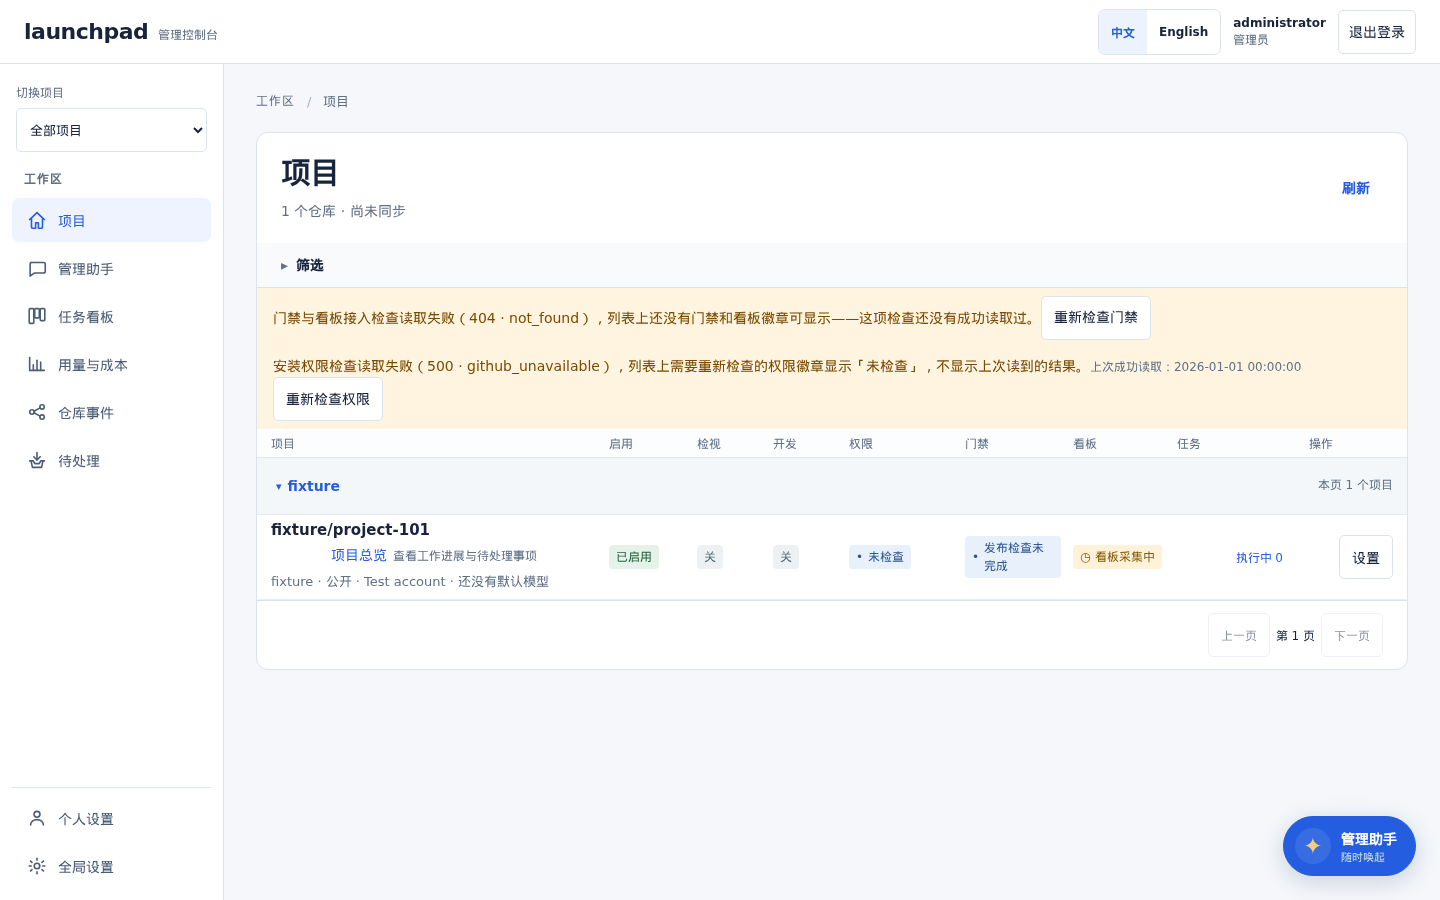 launchpad 管理控制台
中文 English
administrator
管理员
退出登录
切换项目
全部项目
工作区
项目
管理助手
任务看板
用量与成本
仓库事件
待处理
个人设置
全局设置
工作区 / 项目
项目
1 个仓库 · 尚未同步
刷新
▸ 筛选
门禁与看板接入检查读取失败（404 · not_found），列表上还没有门禁和看板徽章可显示——这项检查还没有成功读取过。 重新检查门禁
安装权限检查读取失败（500 · github_unavailable），列表上需要重新检查的权限徽章显示「未检查」，不显示上次读到的结果。 上次成功读取：2026-01-01 00:00:00
重新检查权限
项目 启用 检视 开发 权限 门禁 看板 任务 操作
▾ fixture 本页 1 个项目
fixture/project-101
项目总览 查看工作进展与待处理事项
fixture · 公开 · Test account · 还没有默认模型
已启用 关 关 • 未检查
• 发布检查未
完成
◷ 看板采集中 执行中 0 设置
上一页 第 1 页 下一页
✦ 管理助手
随时唤起